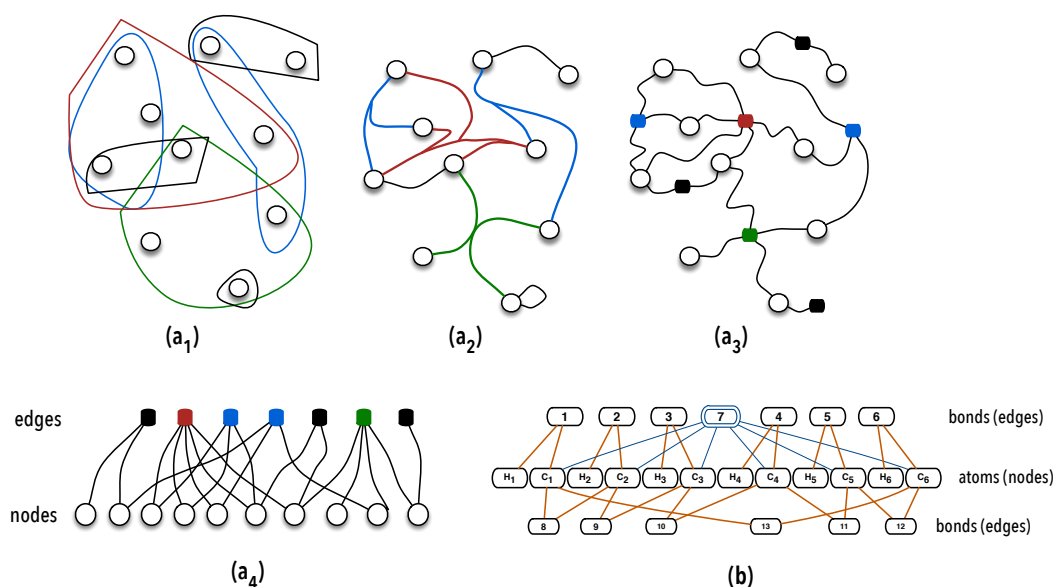 (a1)
(a2)
(a3)
edges
nodes
(a4)
1 2 3 7 4 5 6
bonds (edges)
H1 C1 H2 C2 H3 C3 H4 C4 H5 C5 H6 C6
atoms (nodes)
8 9 10 13 11 12
bonds (edges)
(b)